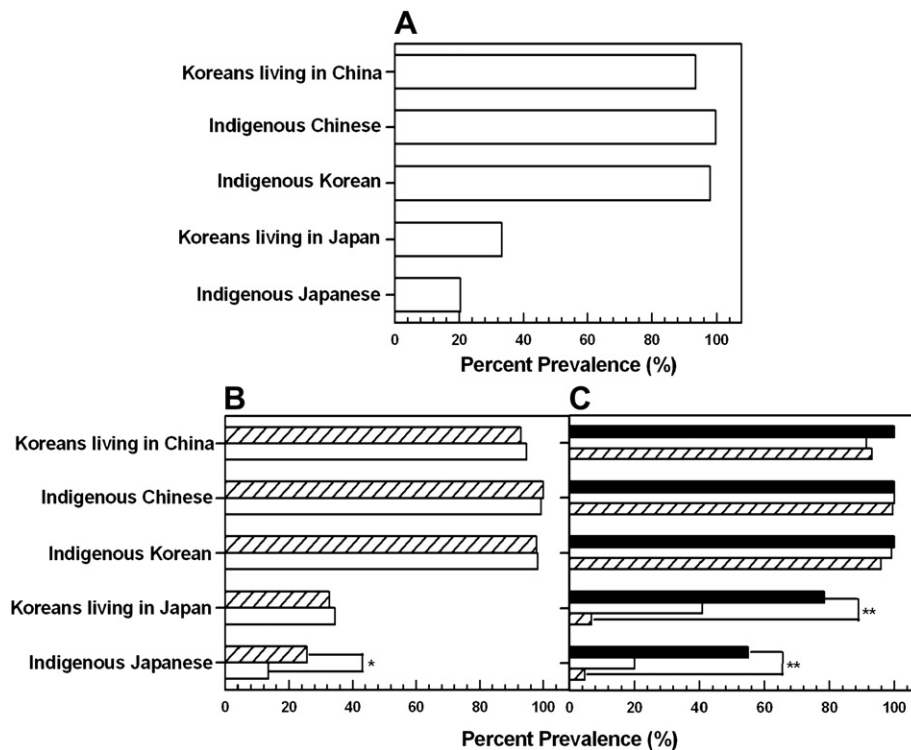 A
Koreans living in China
Indigenous Chinese
Indigenous Korean
Koreans living in Japan
Indigenous Japanese
0 20 40 60 80 100
Percent Prevalence (%)
B C
Koreans living in China
Indigenous Chinese
Indigenous Korean
Koreans living in Japan
**
Indigenous Japanese
* **
0 20 40 60 80 100 0 20 40 60 80 100
Percent Prevalence (%) Percent Prevalence (%)